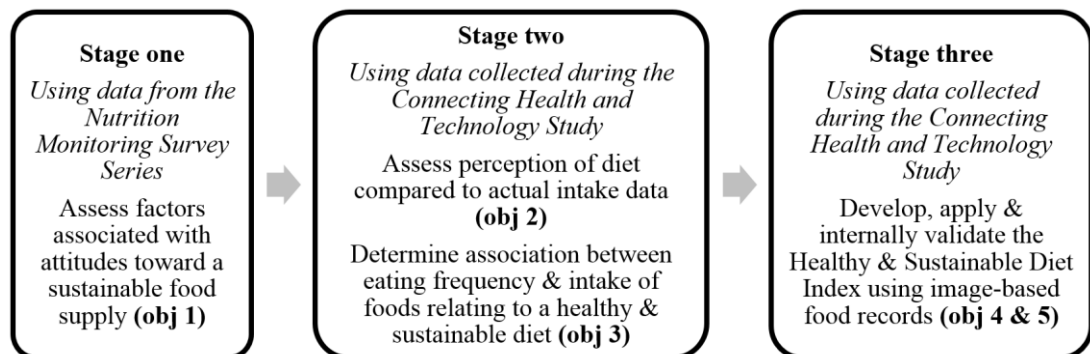 Stage one
Using data from the
Nutrition
Monitoring Survey
Series
Assess factors
associated with
attitudes toward a
sustainable food
supply (obj 1)
Stage two
Using data collected during the
Connecting Health and
Technology Study
Assess perception of diet
compared to actual intake data
(obj 2)
Determine association between
eating frequency & intake of
foods relating to a healthy &
sustainable diet (obj 3)
Stage three
Using data collected
during the Connecting
Health and Technology
Study
Develop, apply &
internally validate the
Healthy & Sustainable Diet
Index using image-based
food records (obj 4 & 5)